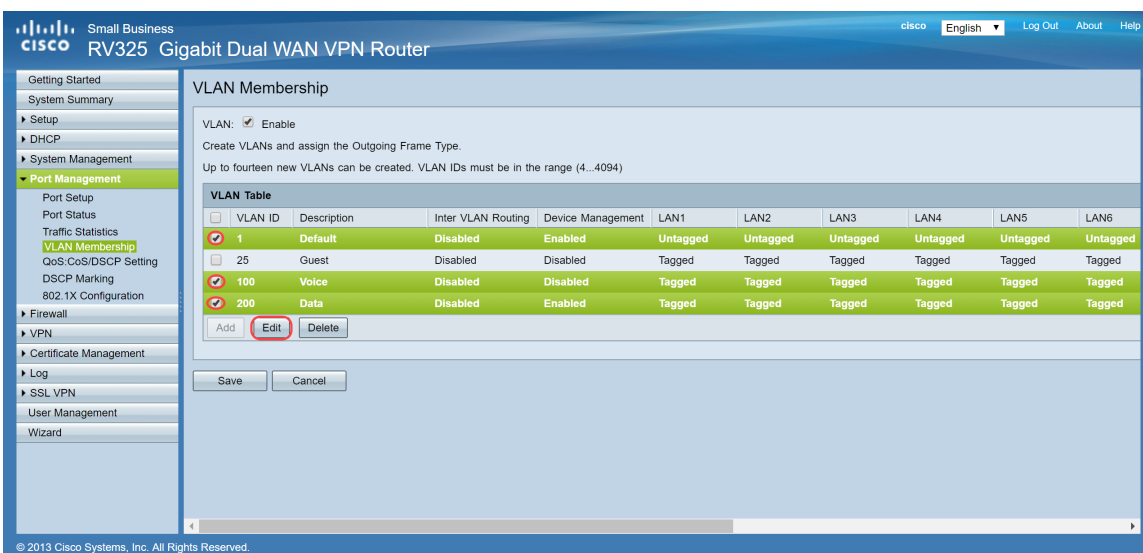 Small Business
cisco English Log Out About Help
CISCO RV325 Gigabit Dual WAN VPN Router
Getting Started
System Summary
Setup
DHCP
System Management
Port Management
Port Setup
Port Status
Traffic Statistics
VLAN Membership
QoS:CoS/DSCP Setting
DSCP Marking
802.1X Configuration
Firewall
VPN
Certificate Management
Log
SSL VPN
User Management
Wizard
VLAN Membership
VLAN: Enable
Create VLANs and assign the Outgoing Frame Type.
Up to fourteen new VLANs can be created. VLAN IDs must be in the range (4...4094)
VLAN Table
VLAN ID Description Inter VLAN Routing Device Management LAN1 LAN2 LAN3 LAN4 LAN5 LAN6
1 Default Disabled Enabled Untagged Untagged Untagged Untagged Untagged Untagged
25 Guest Disabled Disabled Tagged Tagged Tagged Tagged Tagged Tagged
100 Voice Disabled Disabled Tagged Tagged Tagged Tagged Tagged Tagged
200 Data Disabled Enabled Tagged Tagged Tagged Tagged Tagged Tagged
Add Edit Delete
Save Cancel
© 2013 Cisco Systems, Inc. All Rights Reserved.